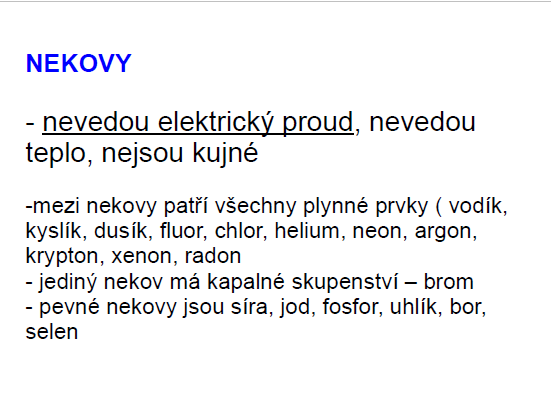 NEKOVY
- nevedou elektrický proud, nevedou
teplo, nejsou kujné
-mezi nekovy patří všechny plynné prvky ( vodík,
kyslík, dusík, fluor, chlor, helium, neon, argon,
krypton, xenon, radon
- jediný nekov má kapalné skupenství – brom
- pevné nekovy jsou síra, jod, fosfor, uhlík, bor,
selen